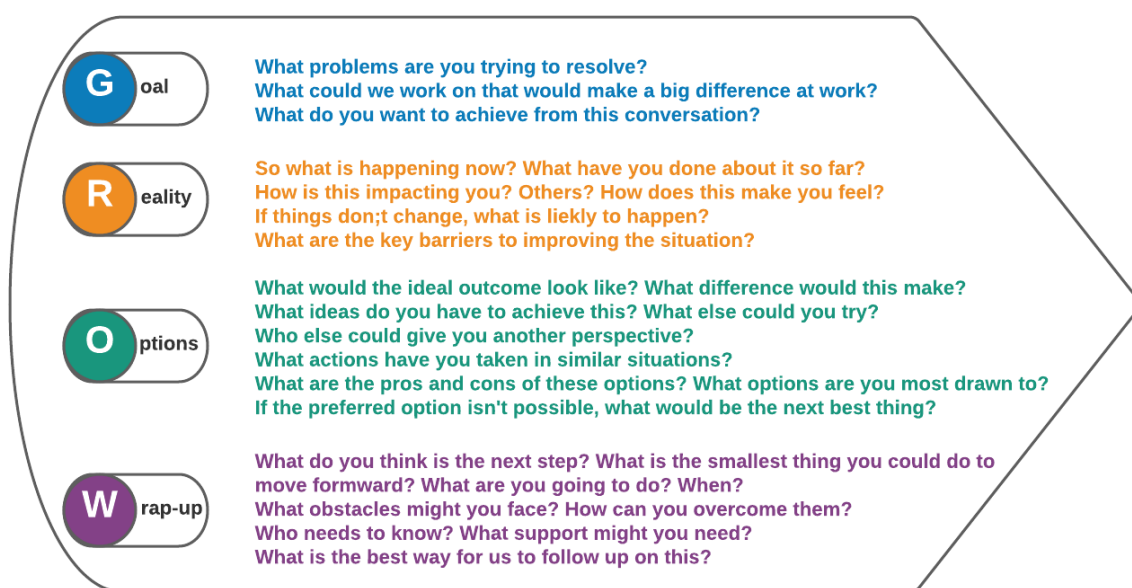 Goal
What problems are you trying to resolve?
What could we work on that would make a big difference at work?
What do you want to achieve from this conversation?
Reality
So what is happening now? What have you done about it so far?
How is this impacting you? Others? How does this make you feel?
If things don;t change, what is liekly to happen?
What are the key barriers to improving the situation?
Options
What would the ideal outcome look like? What difference would this make?
What ideas do you have to achieve this? What else could you try?
Who else could give you another perspective?
What actions have you taken in similar situations?
What are the pros and cons of these options? What options are you most drawn to?
If the preferred option isn't possible, what would be the next best thing?
Wrap-up
What do you think is the next step? What is the smallest thing you could do to
move formward? What are you going to do? When?
What obstacles might you face? How can you overcome them?
Who needs to know? What support might you need?
What is the best way for us to follow up on this?